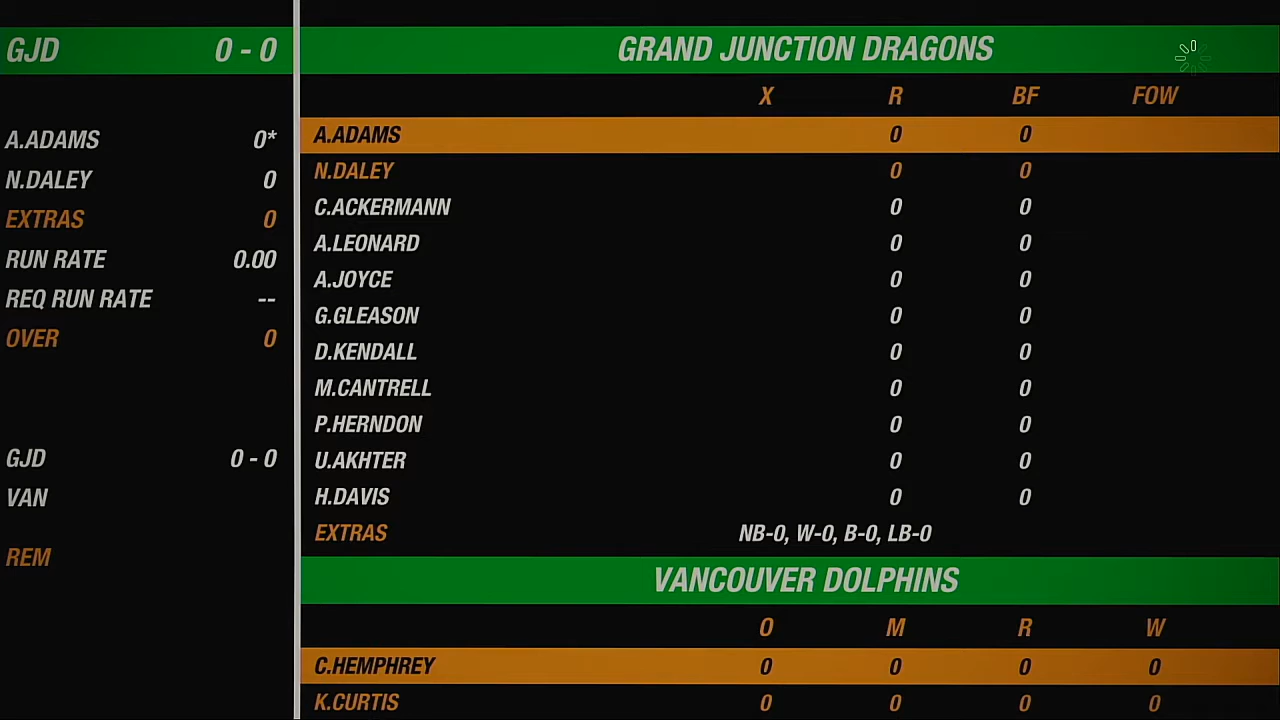 GJD 0 - 0
A.ADAMS 0*
N.DALEY 0
EXTRAS 0
RUN RATE 0.00
REQ RUN RATE --
OVER 0
GJD 0 - 0
VAN
REM
GRAND JUNCTION DRAGONS
X R BF FOW
A.ADAMS 0 0
N.DALEY 0 0
C.ACKERMANN 0 0
A.LEONARD 0 0
A.JOYCE 0 0
G.GLEASON 0 0
D.KENDALL 0 0
M.CANTRELL 0 0
P.HERNDON 0 0
U.AKHTER 0 0
H.DAVIS 0 0
EXTRAS NB-0, W-0, B-0, LB-0
VANCOUVER DOLPHINS
O M R W
C.HEMPHREY 0 0 0 0
K.CURTIS 0 0 0 0